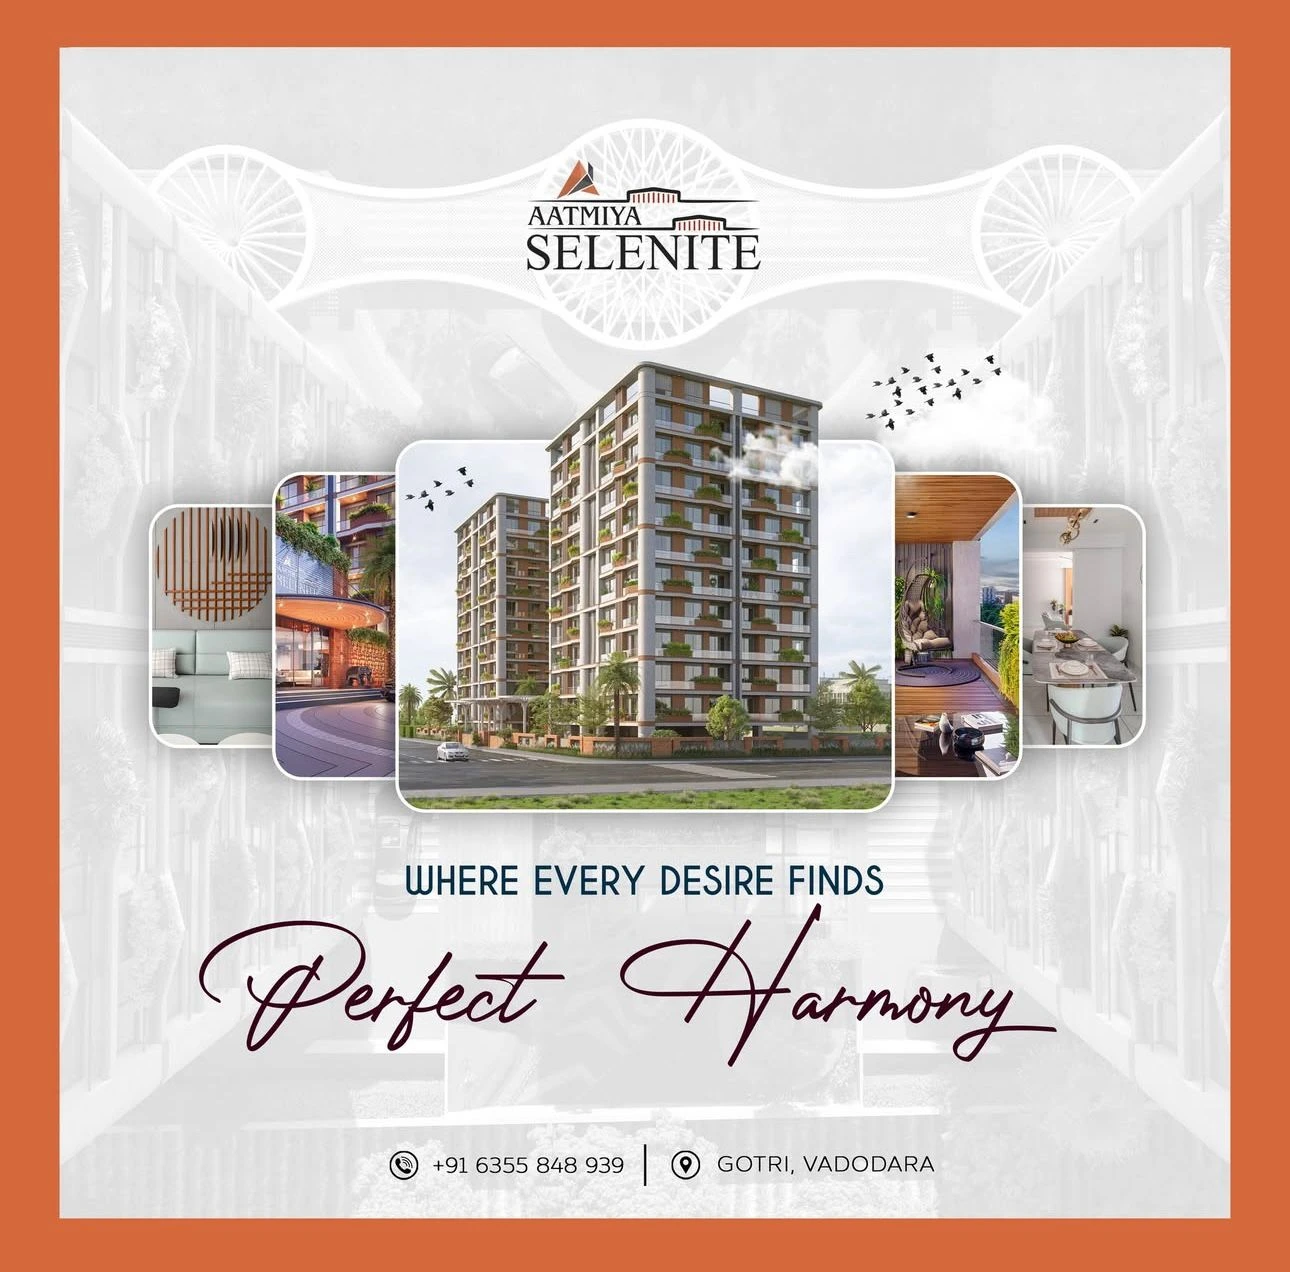 AATMIYA
SELENITE
WHERE EVERY DESIRE FINDS
Perfect Harmony
+91 6355 848 939
GOTRI, VADODARA